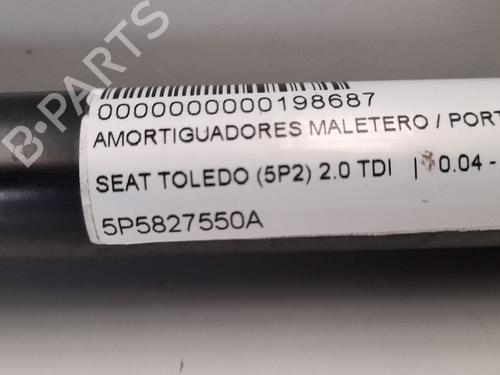 B-PARTS
0000000000198687
AMORTIGUADORES MALETERO / PORT
SEAT TOLEDO (5P2) 2.0 TDI | 0.04 -
5P5827550A